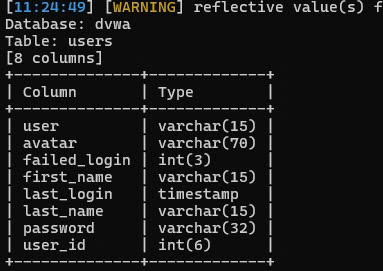 [11:24:49] [WARNING] reflective value(s) f
Database: dvwa
Table: users
[8 columns]
+--------------+-------------+
| Column       | Type        |
+--------------+-------------+
| user         | varchar(15) |
| avatar       | varchar(70) |
| failed_login | int(3)      |
| first_name   | varchar(15) |
| last_login   | timestamp   |
| last_name    | varchar(15) |
| password     | varchar(32) |
| user_id      | int(6)      |
+--------------+-------------+